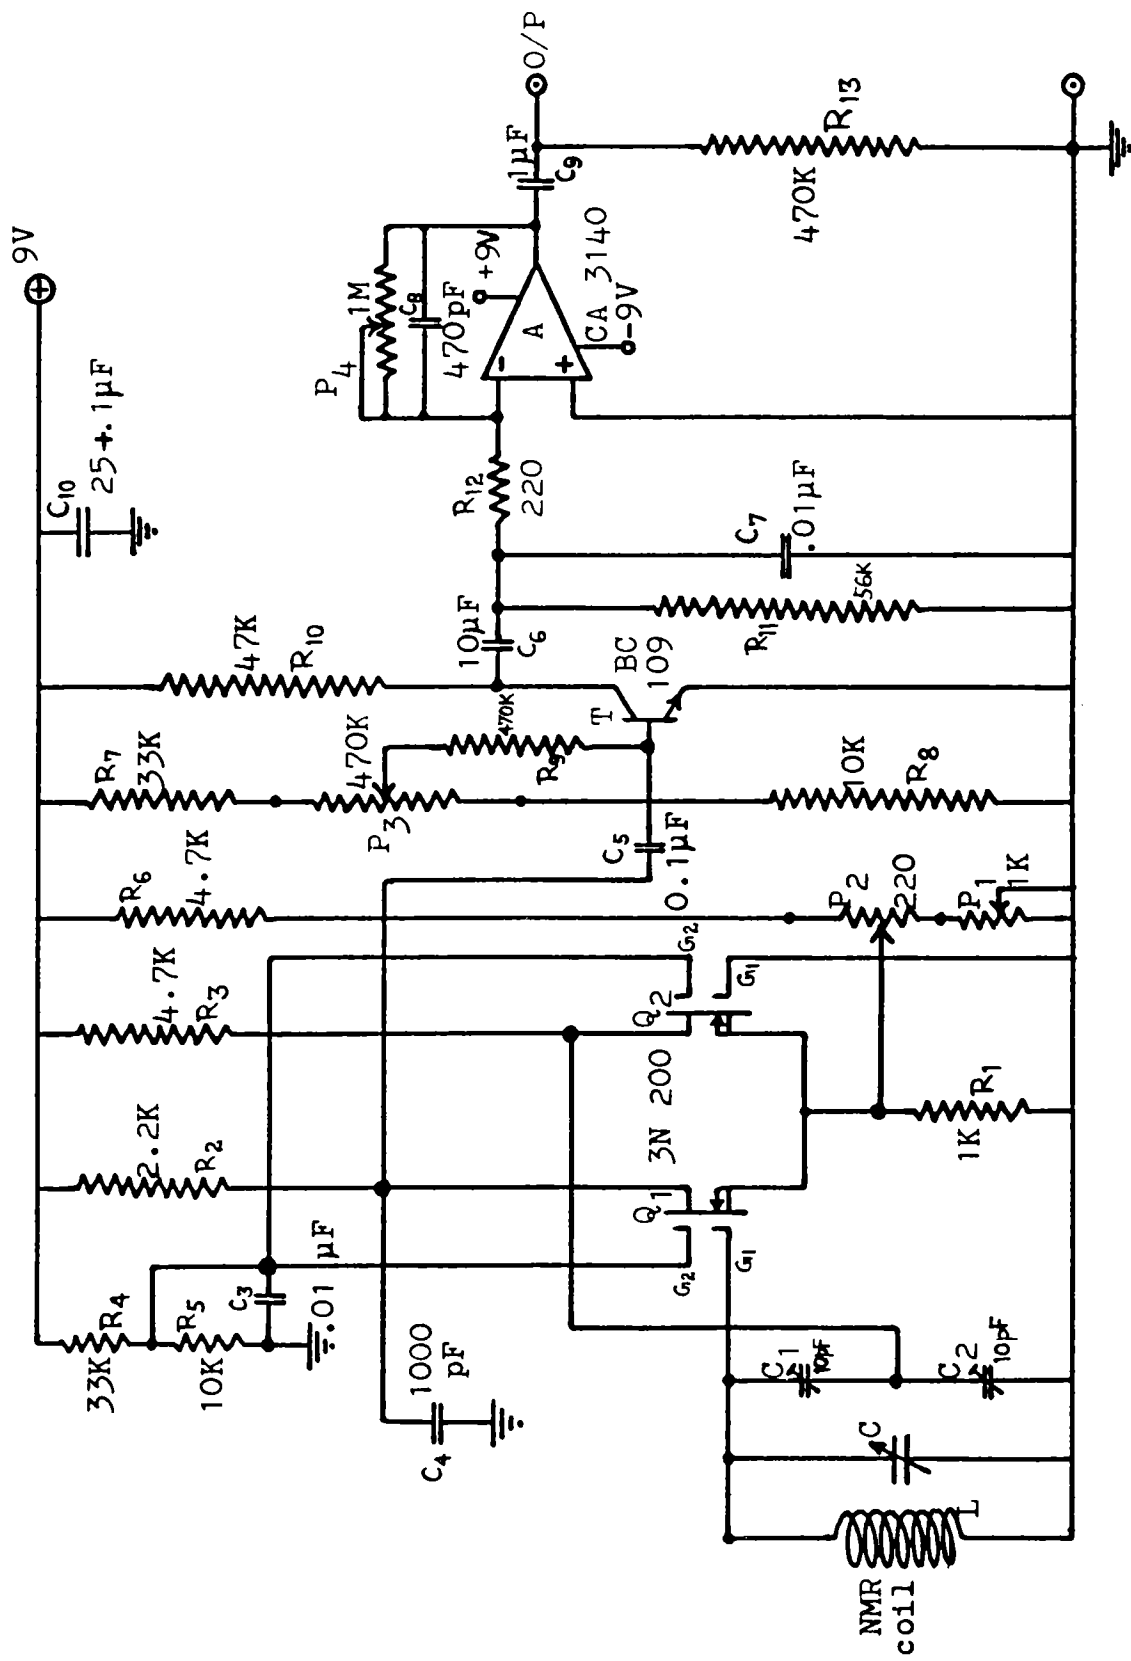 9V
C10
25+.1µF
R4
33K
R5
10K
C3
.01 µF
2.2K
R2
4.7K
R3
R6
4.7K
R7
33K
47K
R10
P3
470K
470K
R9
P4
1M
C8
470pF
+9V
A
-
+
CA 3140
-9V
1µF
C9
O/P
R13
470K
R12
220
C7
.01µF
10µF
C6
R11
56K
T
BC
109
C5
0.1µF
10K
R8
P2
220
P1
1K
G2
G1
Q2
3N 200
Q1
G2
G1
R1
1K
1000
pF
C4
C1
10pF
C2
10pF
C
L
NMR
coil